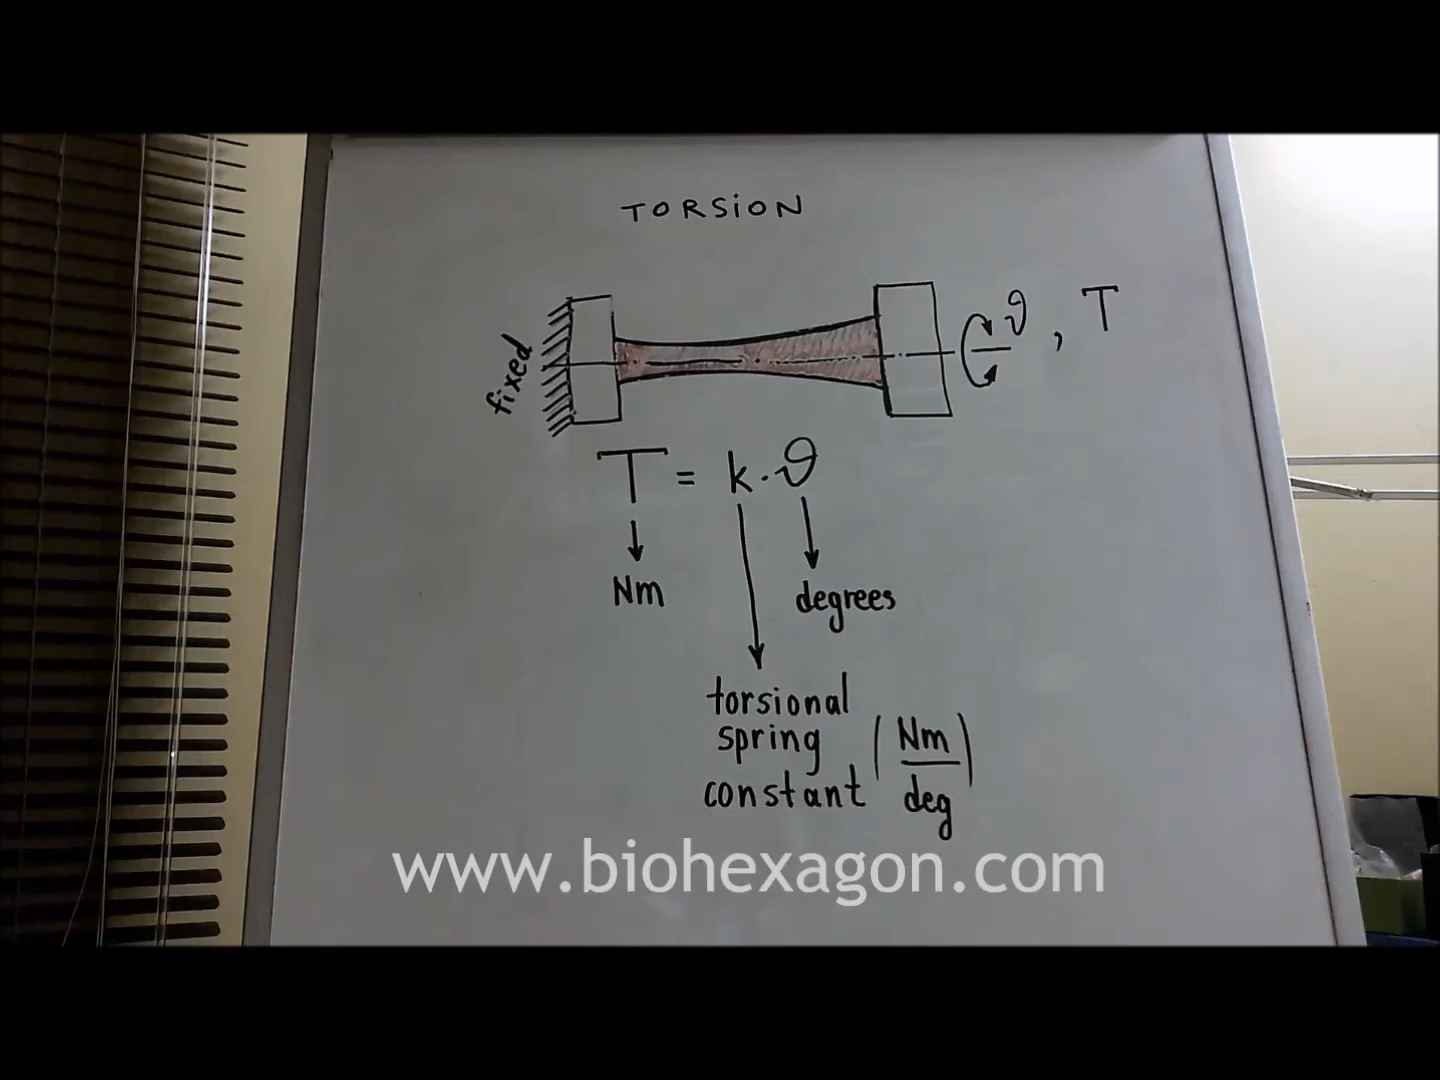 TORSION
fixed
ϑ , T
T = k · ϑ
Nm
degrees
torsional
spring
constant ( Nm / deg )
www.biohexagon.com